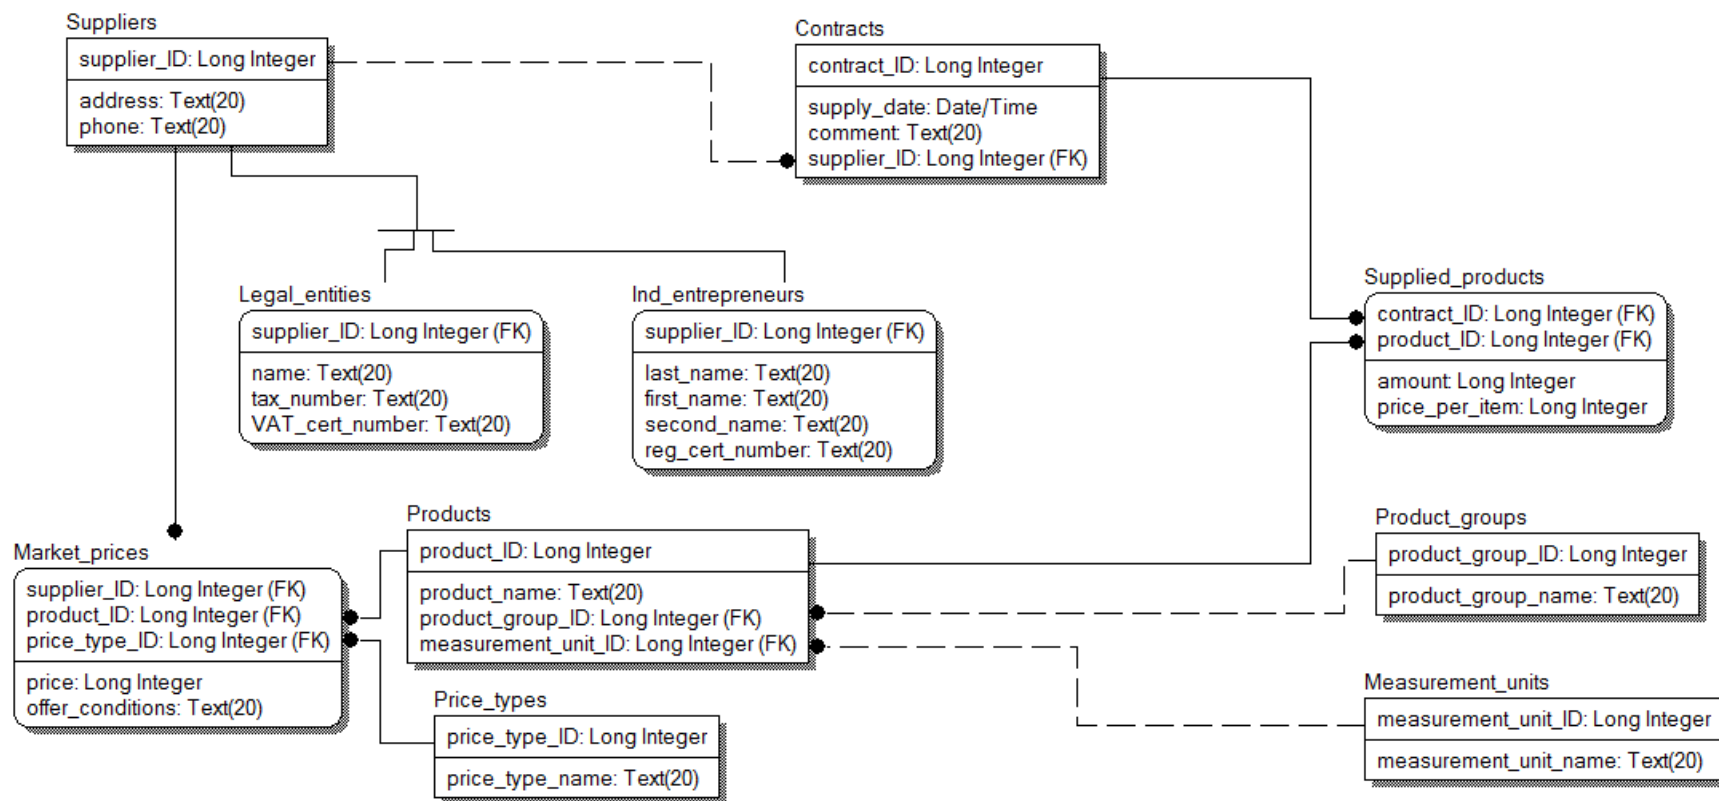 Suppliers
supplier_ID: Long Integer
address: Text(20)
phone: Text(20)
Contracts
contract_ID: Long Integer
supply_date: Date/Time
comment: Text(20)
supplier_ID: Long Integer (FK)
Legal_entities
supplier_ID: Long Integer (FK)
name: Text(20)
tax_number: Text(20)
VAT_cert_number: Text(20)
Ind_entrepreneurs
supplier_ID: Long Integer (FK)
last_name: Text(20)
first_name: Text(20)
second_name: Text(20)
reg_cert_number: Text(20)
Supplied_products
contract_ID: Long Integer (FK)
product_ID: Long Integer (FK)
amount: Long Integer
price_per_item: Long Integer
Market_prices
supplier_ID: Long Integer (FK)
product_ID: Long Integer (FK)
price_type_ID: Long Integer (FK)
price: Long Integer
offer_conditions: Text(20)
Products
product_ID: Long Integer
product_name: Text(20)
product_group_ID: Long Integer (FK)
measurement_unit_ID: Long Integer (FK)
Product_groups
product_group_ID: Long Integer
product_group_name: Text(20)
Price_types
price_type_ID: Long Integer
price_type_name: Text(20)
Measurement_units
measurement_unit_ID: Long Integer
measurement_unit_name: Text(20)